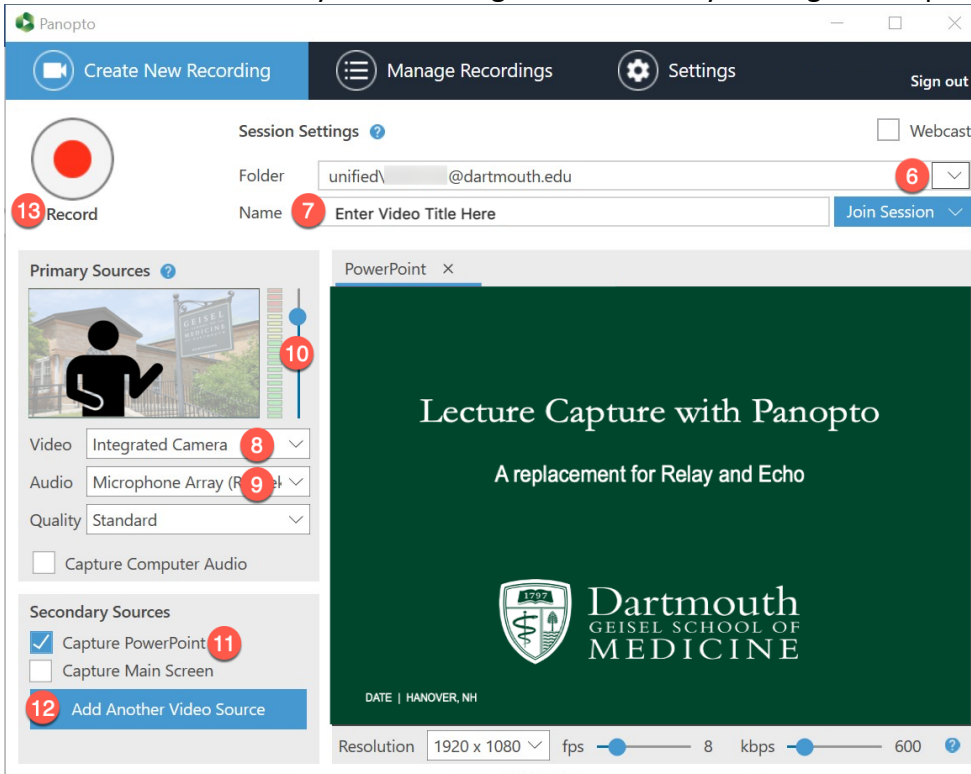 Panopto
Create New Recording Manage Recordings Settings Sign out
Session Settings ? Webcast
Folder unified\ @dartmouth.edu 6
13 Record Name 7 Enter Video Title Here Join Session
Primary Sources ? PowerPoint ×
GEISEL
MEDICINE
10
Lecture Capture with Panopto
A replacement for Relay and Echo
Video Integrated Camera 8
Audio Microphone Array 9
Quality Standard
Capture Computer Audio
1797
Dartmouth
GEISEL SCHOOL OF
MEDICINE
Secondary Sources
Capture PowerPoint 11
Capture Main Screen
12 Add Another Video Source
DATE | HANOVER, NH
Resolution 1920 x 1080 fps 8 kbps 600 ?